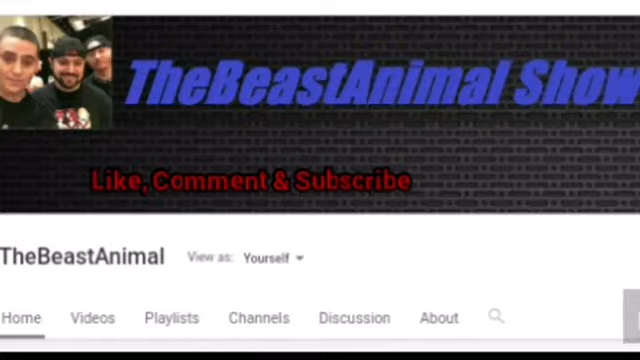 TheBeastAnimal Show
Like, Comment & Subscribe
TheBeastAnimal View as: Yourself
Home Videos Playlists Channels Discussion About